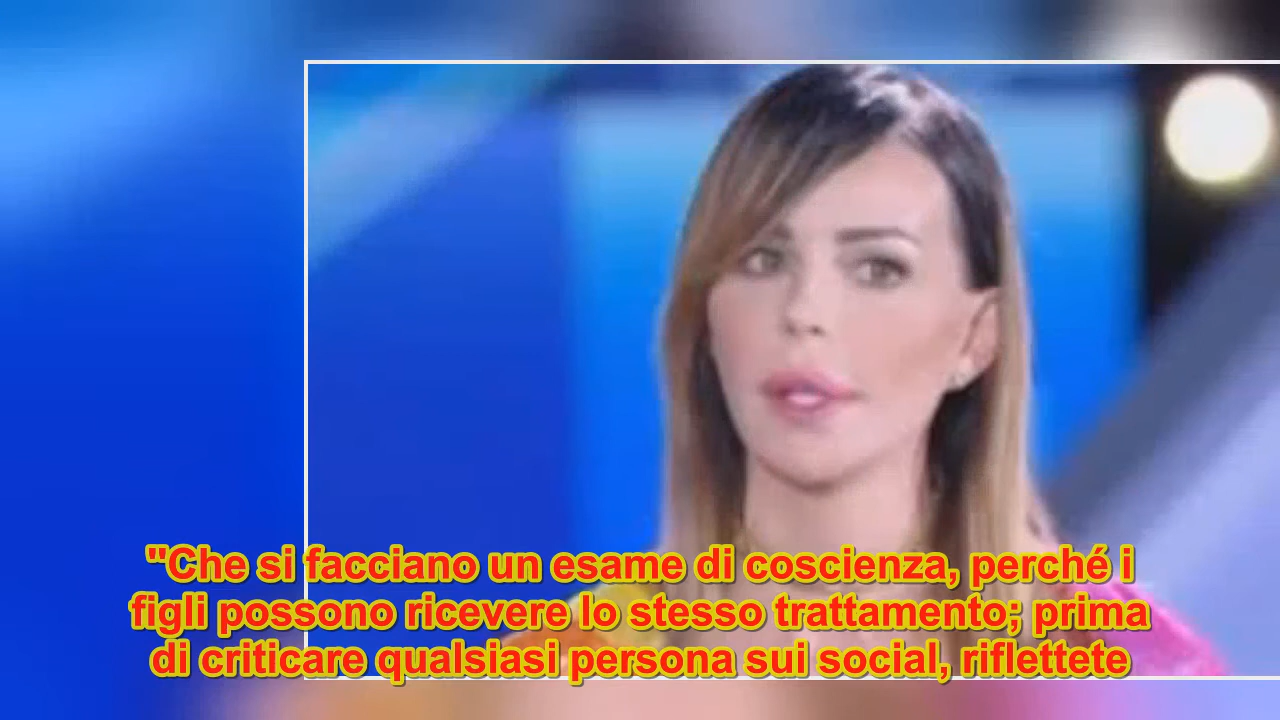 "Che si facciano un esame di coscienza, perché i
figli possono ricevere lo stesso trattamento; prima
di criticare qualsiasi persona sui social, riflettete